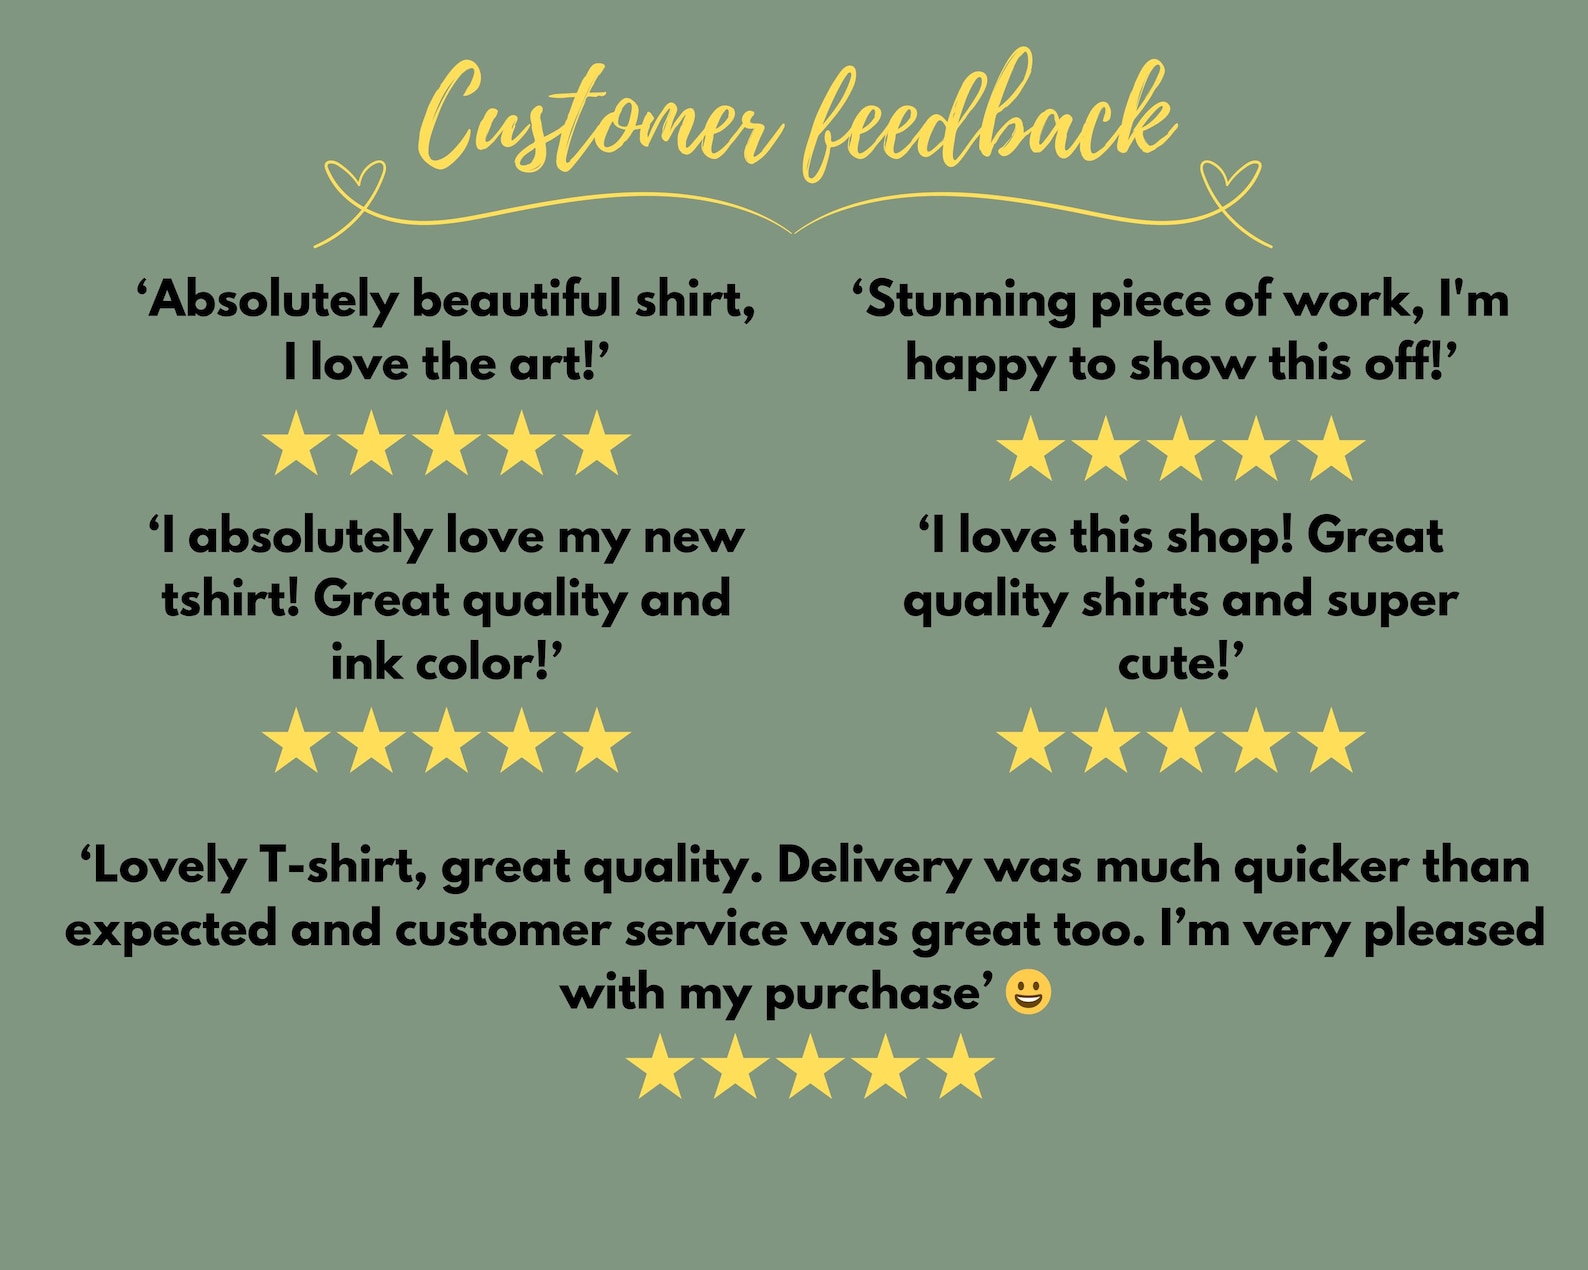 Customer feedback
‘Absolutely beautiful shirt,
I love the art!’
‘Stunning piece of work, I'm
happy to show this off!’
‘I absolutely love my new
tshirt! Great quality and
ink color!’
‘I love this shop! Great
quality shirts and super
cute!’
‘Lovely T-shirt, great quality. Delivery was much quicker than
expected and customer service was great too. I’m very pleased
with my purchase’ 😀